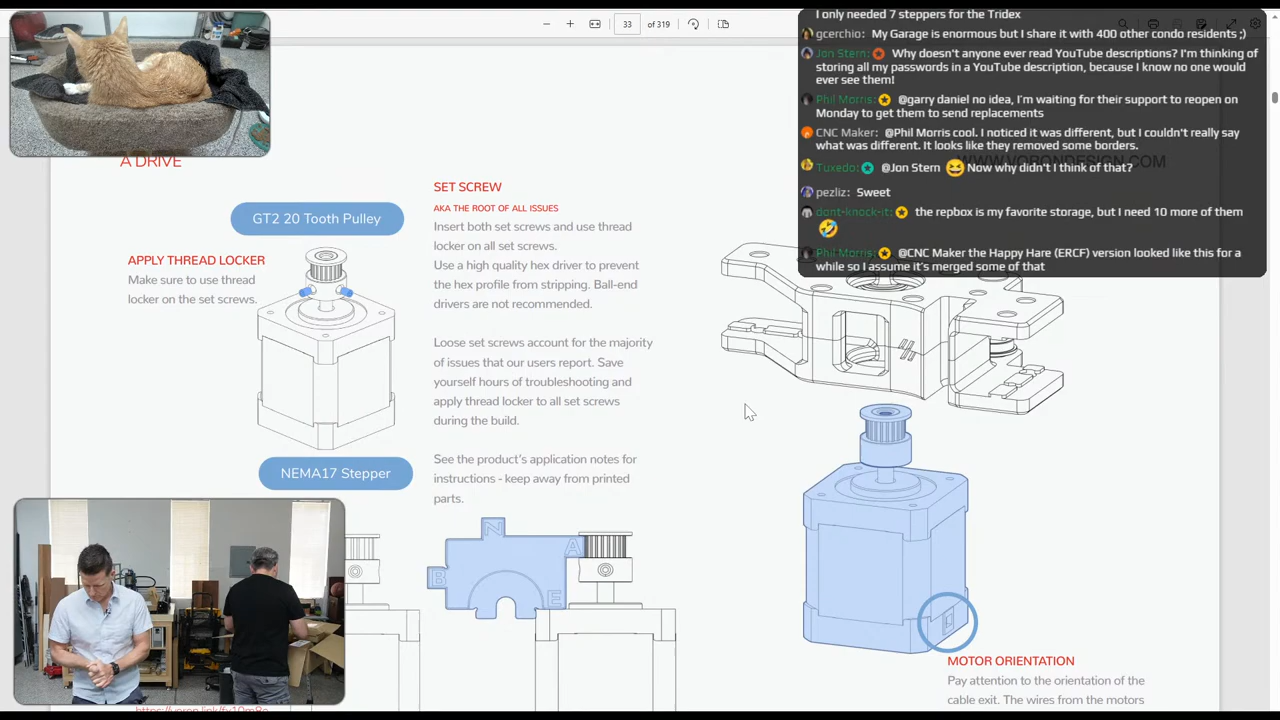 33 of 319
I only needed 7 steppers for the Tridex
gcerchio: My Garage is enormous but I share it with 400 other condo residents ;)
Jon Stern: Why doesn't anyone ever read YouTube descriptions? I'm thinking of
storing all my passwords in a YouTube description, because I know no one would
ever see them!
Phil Morris: @garry daniel no idea, I'm waiting for their support to reopen on
Monday to get them to send replacements
CNC Maker: @Phil Morris cool. I noticed it was different, but I couldn't really say
what was different. It looks like they removed some borders.
WWW.VORONDESIGN.COM
Tuxedo: @Jon Stern 😆 Now why didn't I think of that?
pezliz: Sweet
dont-knock-it: the repbox is my favorite storage, but I need 10 more of them
🤣
Phil Morris: @CNC Maker the Happy Hare (ERCF) version looked like this for a
while so I assume it's merged some of that
A DRIVE
GT2 20 Tooth Pulley
APPLY THREAD LOCKER
Make sure to use thread
locker on the set screws.
NEMA17 Stepper
SET SCREW
AKA THE ROOT OF ALL ISSUES
Insert both set screws and use thread
locker on all set screws.
Use a high quality hex driver to prevent
the hex profile from stripping. Ball-end
drivers are not recommended.
Loose set screws account for the majority
of issues that our users report. Save
yourself hours of troubleshooting and
apply thread locker to all set screws
during the build.
See the product's application notes for
instructions - keep away from printed
parts.
N
A
B
E
MOTOR ORIENTATION
Pay attention to the orientation of the
cable exit. The wires from the motors